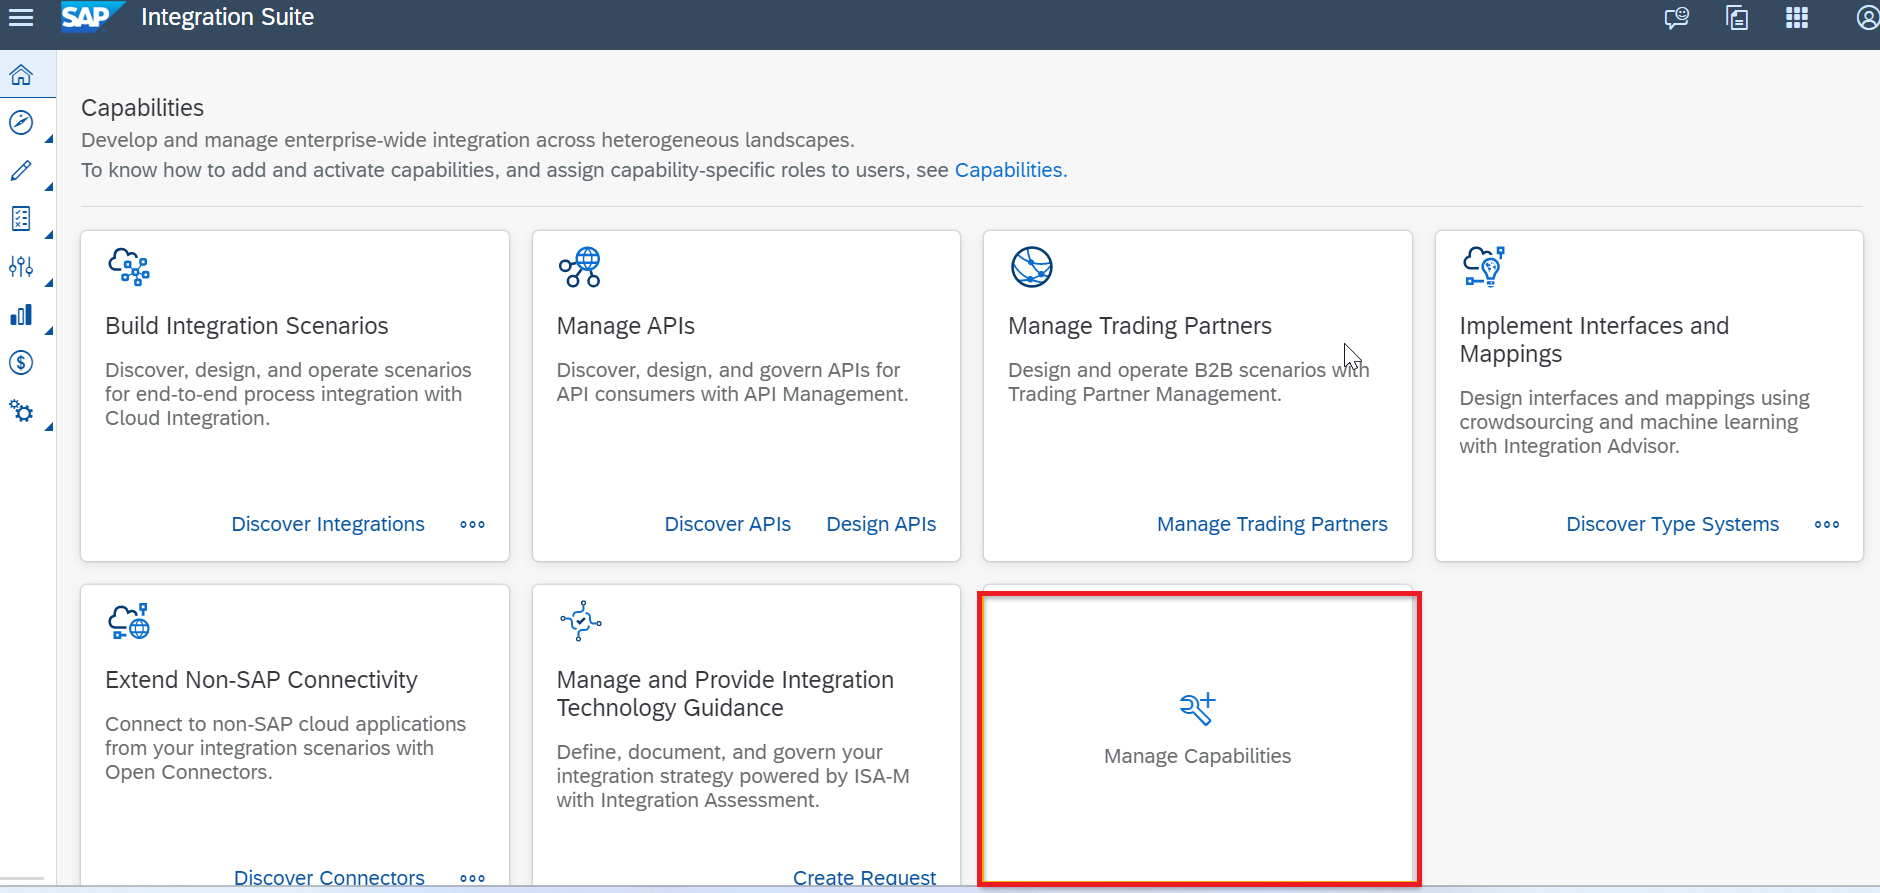 SAP Integration Suite
Capabilities
Develop and manage enterprise-wide integration across heterogeneous landscapes.
To know how to add and activate capabilities, and assign capability-specific roles to users, see Capabilities.
Build Integration Scenarios
Discover, design, and operate scenarios
for end-to-end process integration with
Cloud Integration.
Discover Integrations
Manage APIs
Discover, design, and govern APIs for
API consumers with API Management.
Discover APIs Design APIs
Manage Trading Partners
Design and operate B2B scenarios with
Trading Partner Management.
Manage Trading Partners
Implement Interfaces and
Mappings
Design interfaces and mappings using
crowdsourcing and machine learning
with Integration Advisor.
Discover Type Systems
Extend Non-SAP Connectivity
Connect to non-SAP cloud applications
from your integration scenarios with
Open Connectors.
Discover Connectors
Manage and Provide Integration
Technology Guidance
Define, document, and govern your
integration strategy powered by ISA-M
with Integration Assessment.
Create Request
Manage Capabilities